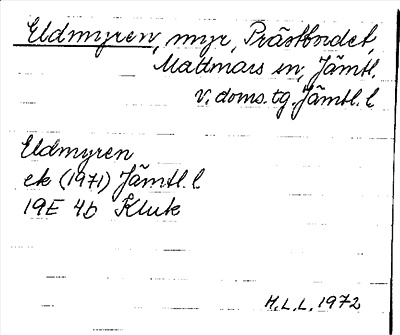 Eldmyren, myr, Prästbordet,
Mattmars sn, Jämtl.
V. doms. tg. Jämtl. l
Eldmyren
ek (1971) Jämtl. l
19E 4b Kluk
H.L.L. 1972